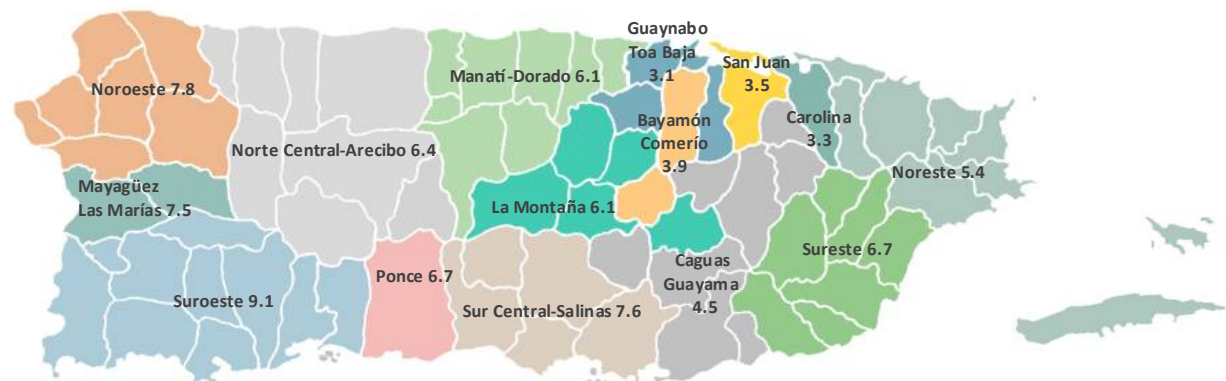 Guaynabo
Toa Baja
3.1
San Juan
3.5
Manatí-Dorado 6.1
Noroeste 7.8
Bayamón
Comerío
3.9
Carolina
3.3
Norte Central-Arecibo 6.4
Noreste 5.4
Mayagüez
Las Marías 7.5
La Montaña 6.1
Sureste 6.7
Caguas
Guayama
4.5
Ponce 6.7
Suroeste 9.1
Sur Central-Salinas 7.6